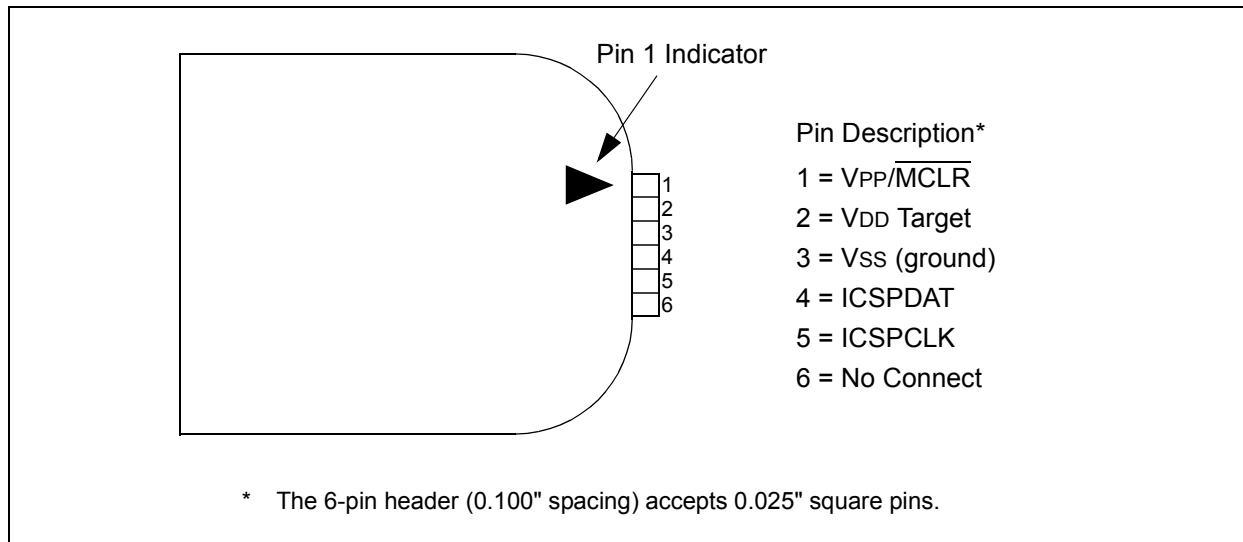 Pin 1 Indicator
1
2
3
4
5
6
Pin Description*
1 = VPP/M̅C̅L̅R̅
2 = VDD Target
3 = VSS (ground)
4 = ICSPDAT
5 = ICSPCLK
6 = No Connect
* The 6-pin header (0.100" spacing) accepts 0.025" square pins.